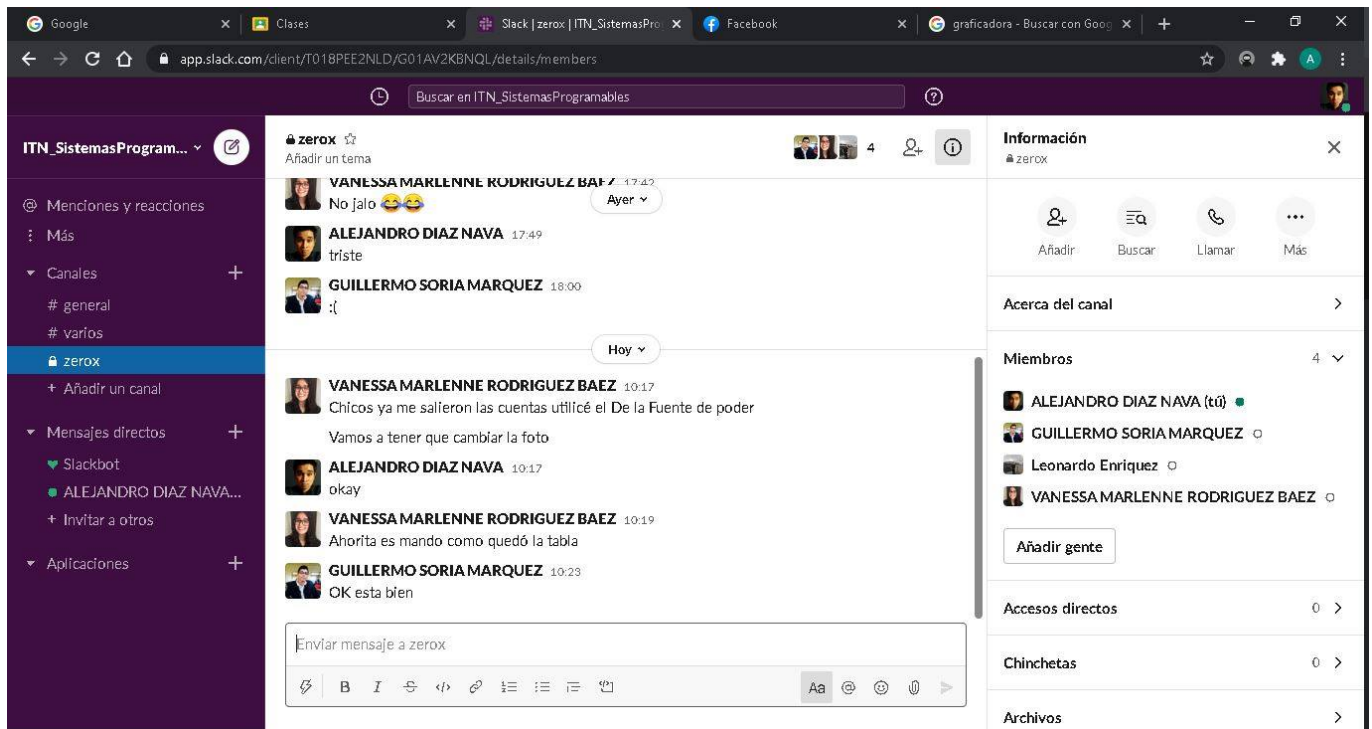 Google
Clases
Slack | zerox | ITN_SistemasPro
Facebook
graficadora - Buscar con Goog
app.slack.com/client/T018PEE2NLD/G01AV2KBNQL/details/members
A
Buscar en ITN_SistemasProgramables
ITN_SistemasProgram...
Menciones y reacciones
Más
Canales
# general
# varios
zerox
+ Añadir un canal
Mensajes directos
Slackbot
ALEJANDRO DIAZ NAVA...
+ Invitar a otros
Aplicaciones
zerox
Añadir un tema
4
VANESSA MARLENNE RODRIGUEZ BAEZ 17:42
No jalo 😂😂
Ayer
ALEJANDRO DIAZ NAVA 17:49
triste
GUILLERMO SORIA MARQUEZ 18:00
:(
Hoy
VANESSA MARLENNE RODRIGUEZ BAEZ 10:17
Chicos ya me salieron las cuentas utilicé el De la Fuente de poder
Vamos a tener que cambiar la foto
ALEJANDRO DIAZ NAVA 10:17
okay
VANESSA MARLENNE RODRIGUEZ BAEZ 10:19
Ahorita es mando como quedó la tabla
GUILLERMO SORIA MARQUEZ 10:23
OK esta bien
Enviar mensaje a zerox
B I S </>
Aa @
Información
zerox
Añadir Buscar Llamar Más
Acerca del canal
Miembros 4
ALEJANDRO DIAZ NAVA (tú)
GUILLERMO SORIA MARQUEZ
Leonardo Enriquez
VANESSA MARLENNE RODRIGUEZ BAEZ
Añadir gente
Accesos directos 0
Chinchetas 0
Archivos